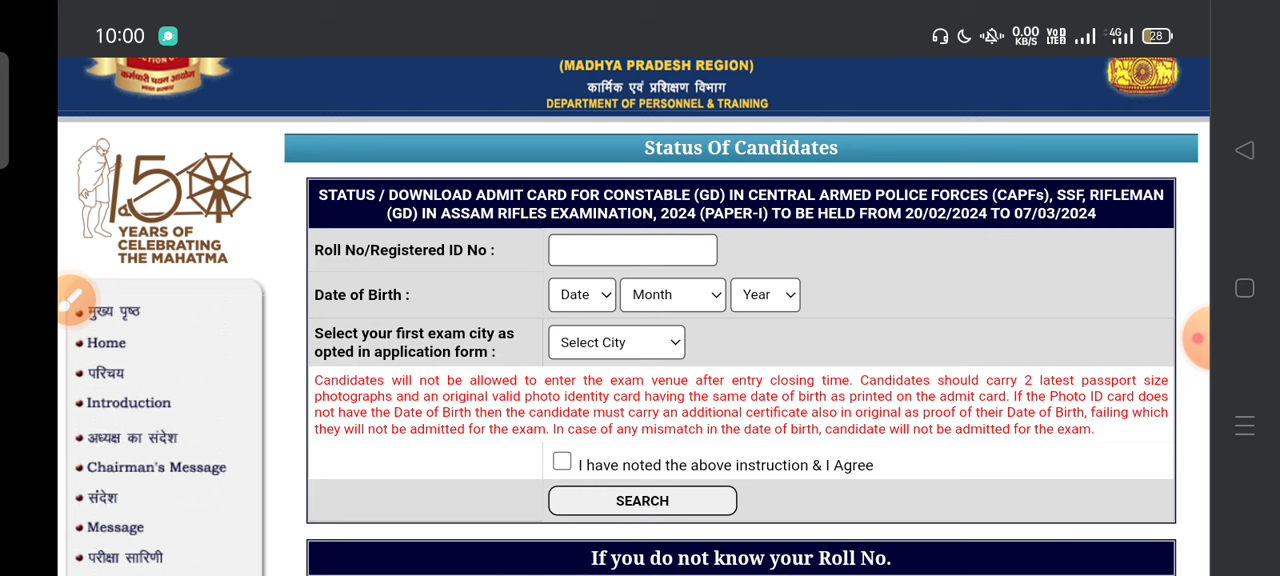 10:00
0.00 KB/S
VoD LTE
4G
28
CTION C
कर्मचारी चयन आयोग
(MADHYA PRADESH REGION)
कार्मिक एवं प्रशिक्षण विभाग
DEPARTMENT OF PERSONNEL & TRAINING
150
YEARS OF
CELEBRATING
THE MAHATMA
Status Of Candidates
STATUS / DOWNLOAD ADMIT CARD FOR CONSTABLE (GD) IN CENTRAL ARMED POLICE FORCES (CAPFs), SSF, RIFLEMAN
(GD) IN ASSAM RIFLES EXAMINATION, 2024 (PAPER-I) TO BE HELD FROM 20/02/2024 TO 07/03/2024
Roll No/Registered ID No :
Date of Birth : Date Month Year
Select your first exam city as
opted in application form : Select City
Candidates will not be allowed to enter the exam venue after entry closing time. Candidates should carry 2 latest passport size
photographs and an original valid photo identity card having the same date of birth as printed on the admit card. If the Photo ID card does
not have the Date of Birth then the candidate must carry an additional certificate also in original as proof of their Date of Birth, failing which
they will not be admitted for the exam. In case of any mismatch in the date of birth, candidate will not be admitted for the exam.
I have noted the above instruction & I Agree
SEARCH
If you do not know your Roll No.
मुख्य पृष्ठ
Home
परिचय
Introduction
अध्यक्ष का संदेश
Chairman's Message
संदेश
Message
परीक्षा सारिणी